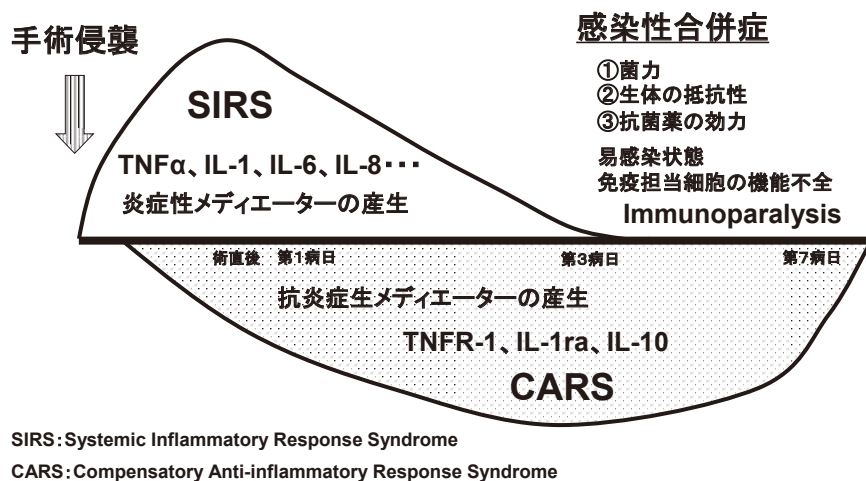 手術侵襲
感染性合併症
①菌力
②生体の抵抗性
③抗菌薬の効力
易感染状態
免疫担当細胞の機能不全
Immunoparalysis
SIRS
TNFα、IL-1、IL-6、IL-8･･･
炎症性メディエーターの産生
術直後 第1病日 第3病日 第7病日
抗炎症生メディエーターの産生
TNFR-1、IL-1ra、IL-10
CARS
SIRS:Systemic Inflammatory Response Syndrome
CARS:Compensatory Anti-inflammatory Response Syndrome